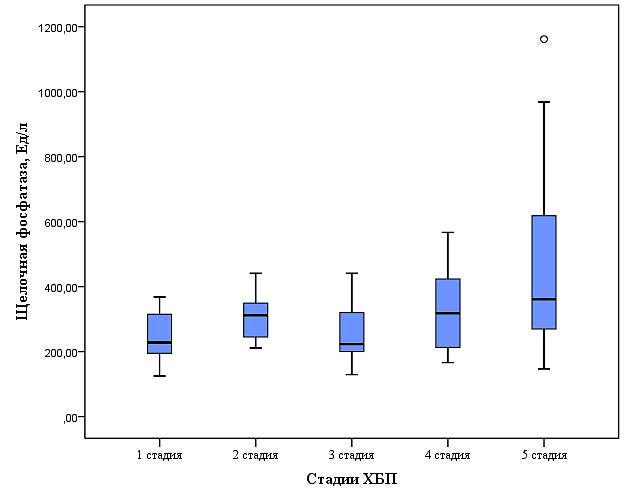 Щелочная фосфатаза, Ед/л
1200,00
1000,00
800,00
600,00
400,00
200,00
,00
1 стадия
2 стадия
3 стадия
4 стадия
5 стадия
Стадии ХБП